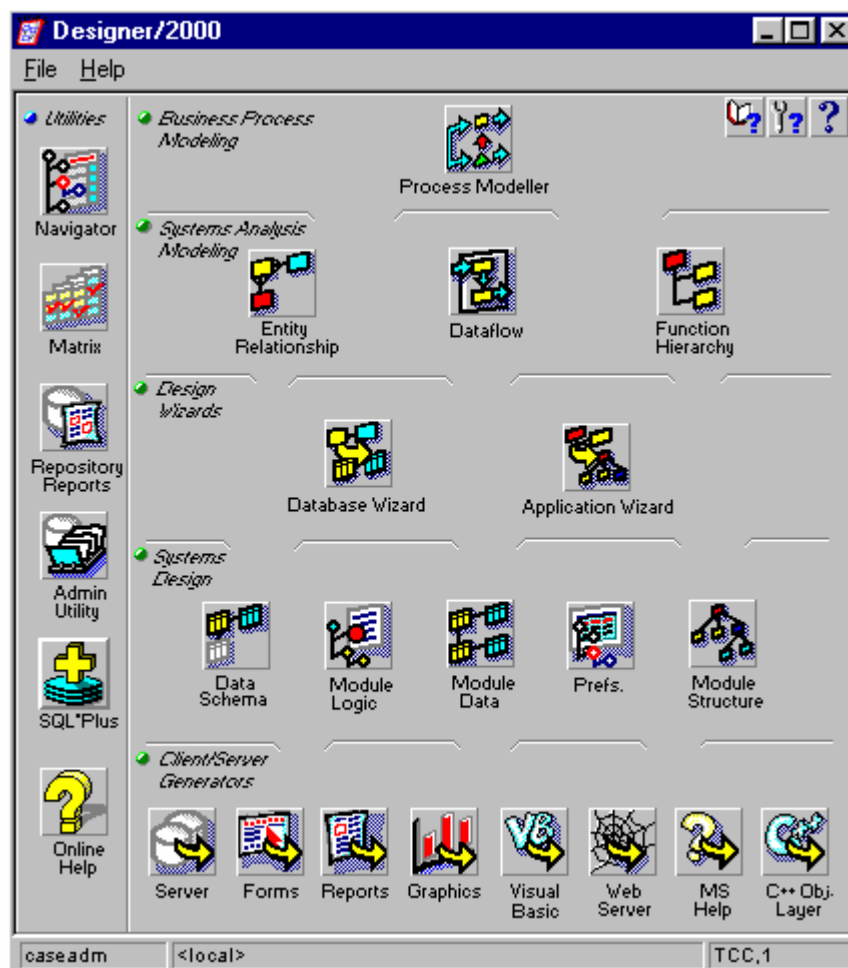 Designer/2000
File Help
Utilities
Navigator
Matrix
Repository
Reports
Admin
Utility
SQL*Plus
Online
Help
Business Process
Modeling
Process Modeller
Systems Analysis
Modeling
Entity
Relationship
Dataflow
Function
Hierarchy
Design
Wizards
Database Wizard
Application Wizard
Systems
Design
Data
Schema
Module
Logic
Module
Data
Prefs.
Module
Structure
Client/Server
Generators
Server
Forms
Reports
Graphics
Visual
Basic
Web
Server
MS
Help
C++ Obj.
Layer
caseadm
<local>
TCC,1